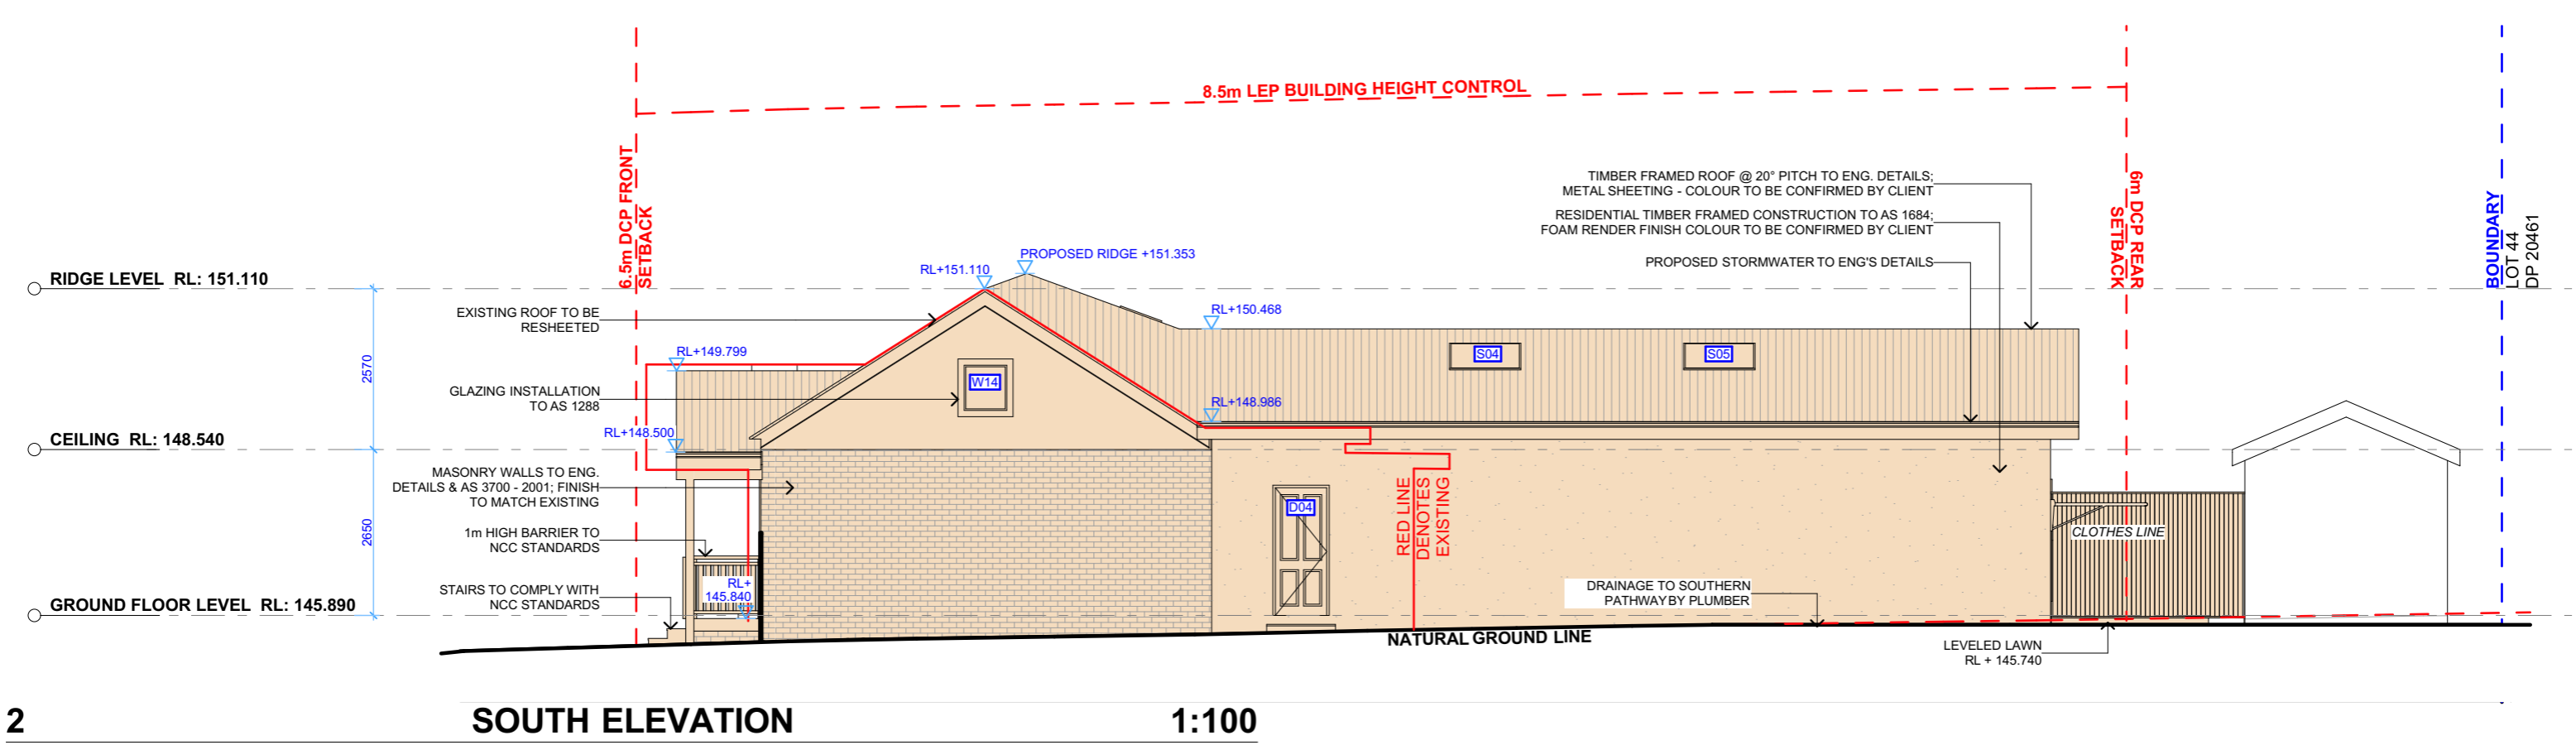 8.5m LEP BUILDING HEIGHT CONTROL
6.5m DCP FRONT
SETBACK
6m DCP REAR
SETBACK
BOUNDARY
LOT 44
DP 20461
TIMBER FRAMED ROOF @ 20° PITCH TO ENG. DETAILS;
METAL SHEETING - COLOUR TO BE CONFIRMED BY CLIENT
RESIDENTIAL TIMBER FRAMED CONSTRUCTION TO AS 1684;
FOAM RENDER FINISH COLOUR TO BE CONFIRMED BY CLIENT
PROPOSED STORMWATER TO ENG'S DETAILS
PROPOSED RIDGE +151.353
RL+151.110
RIDGE LEVEL RL: 151.110
EXISTING ROOF TO BE
RESHEETED
RL+150.468
RL+149.799
2570
S04
S05
W14
GLAZING INSTALLATION
TO AS 1288
RL+148.986
RL+148.500
CEILING RL: 148.540
MASONRY WALLS TO ENG.
DETAILS & AS 3700 - 2001; FINISH
TO MATCH EXISTING
D04
RED LINE
DENOTES
EXISTING
2650
1m HIGH BARRIER TO
NCC STANDARDS
CLOTHES LINE
RL+
145.840
STAIRS TO COMPLY WITH
NCC STANDARDS
DRAINAGE TO SOUTHERN
PATHWAY BY PLUMBER
GROUND FLOOR LEVEL RL: 145.890
NATURAL GROUND LINE
LEVELED LAWN
RL + 145.740
2 SOUTH ELEVATION 1:100